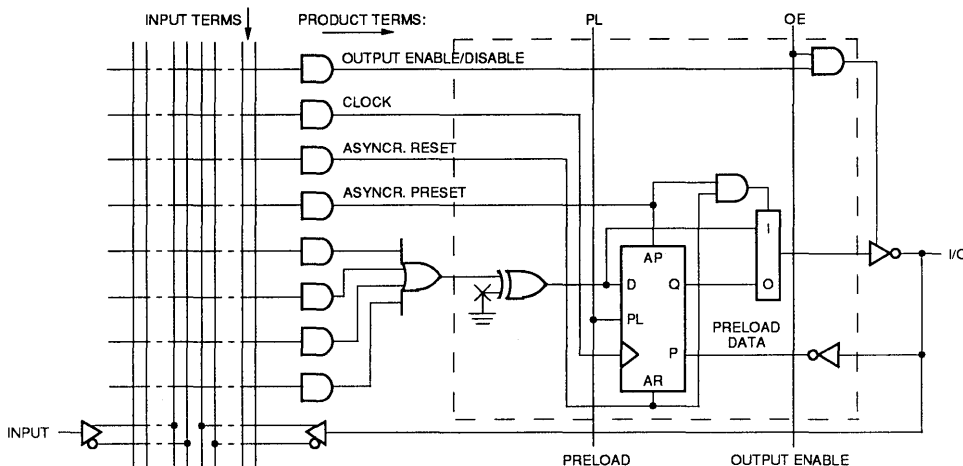 INPUT TERMS
PRODUCT TERMS:
PL
OE
OUTPUT ENABLE/DISABLE
CLOCK
ASYNCR. RESET
ASYNCR. PRESET
I
O
I/O
AP
D
Q
PL
P
AR
PRELOAD
DATA
INPUT
PRELOAD
OUTPUT ENABLE